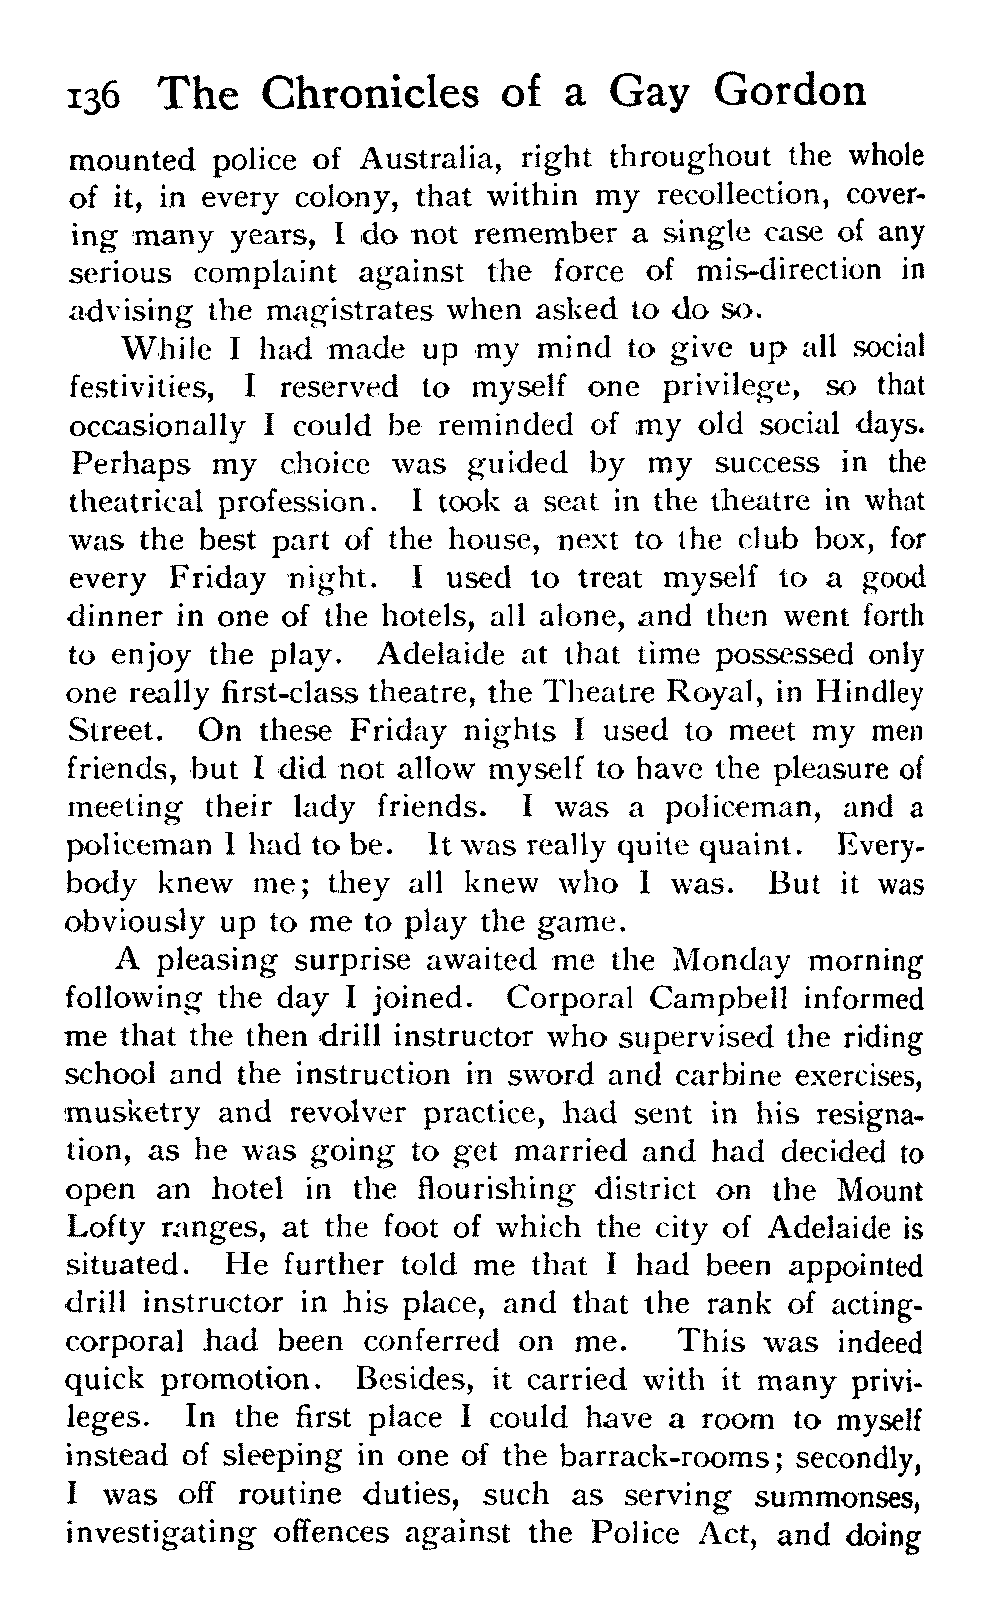 136 The Chronicles of a Gay Gordon
mounted police of Australia, right throughout the whole
of it, in every colony, that within my recollection, cover-
ing many years, I do not remember a single case of any
serious complaint against the force of mis-direction in
advising the magistrates when asked to do so.
While I had made up my mind to give up all social
festivities, I reserved to myself one privilege, so that
occasionally I could be reminded of my old social days.
Perhaps my choice was guided by my success in the
theatrical profession. I took a seat in the theatre in what
was the best part of the house, next to the club box, for
every Friday night. I used to treat myself to a good
dinner in one of the hotels, all alone, and then went forth
to enjoy the play. Adelaide at that time possessed only
one really first-class theatre, the Theatre Royal, in Hindley
Street. On these Friday nights I used to meet my men
friends, but I did not allow myself to have the pleasure of
meeting their lady friends. I was a policeman, and a
policeman I had to be. It was really quite quaint. Every-
body knew me; they all knew who I was. But it was
obviously up to me to play the game.
A pleasing surprise awaited me the Monday morning
following the day I joined. Corporal Campbell informed
me that the then drill instructor who supervised the riding
school and the instruction in sword and carbine exercises,
musketry and revolver practice, had sent in his resigna-
tion, as he was going to get married and had decided to
open an hotel in the flourishing district on the Mount
Lofty ranges, at the foot of which the city of Adelaide is
situated. He further told me that I had been appointed
drill instructor in his place, and that the rank of acting-
corporal had been conferred on me. This was indeed
quick promotion. Besides, it carried with it many privi-
leges. In the first place I could have a room to myself
instead of sleeping in one of the barrack-rooms; secondly,
I was off routine duties, such as serving summonses,
investigating offences against the Police Act, and doing